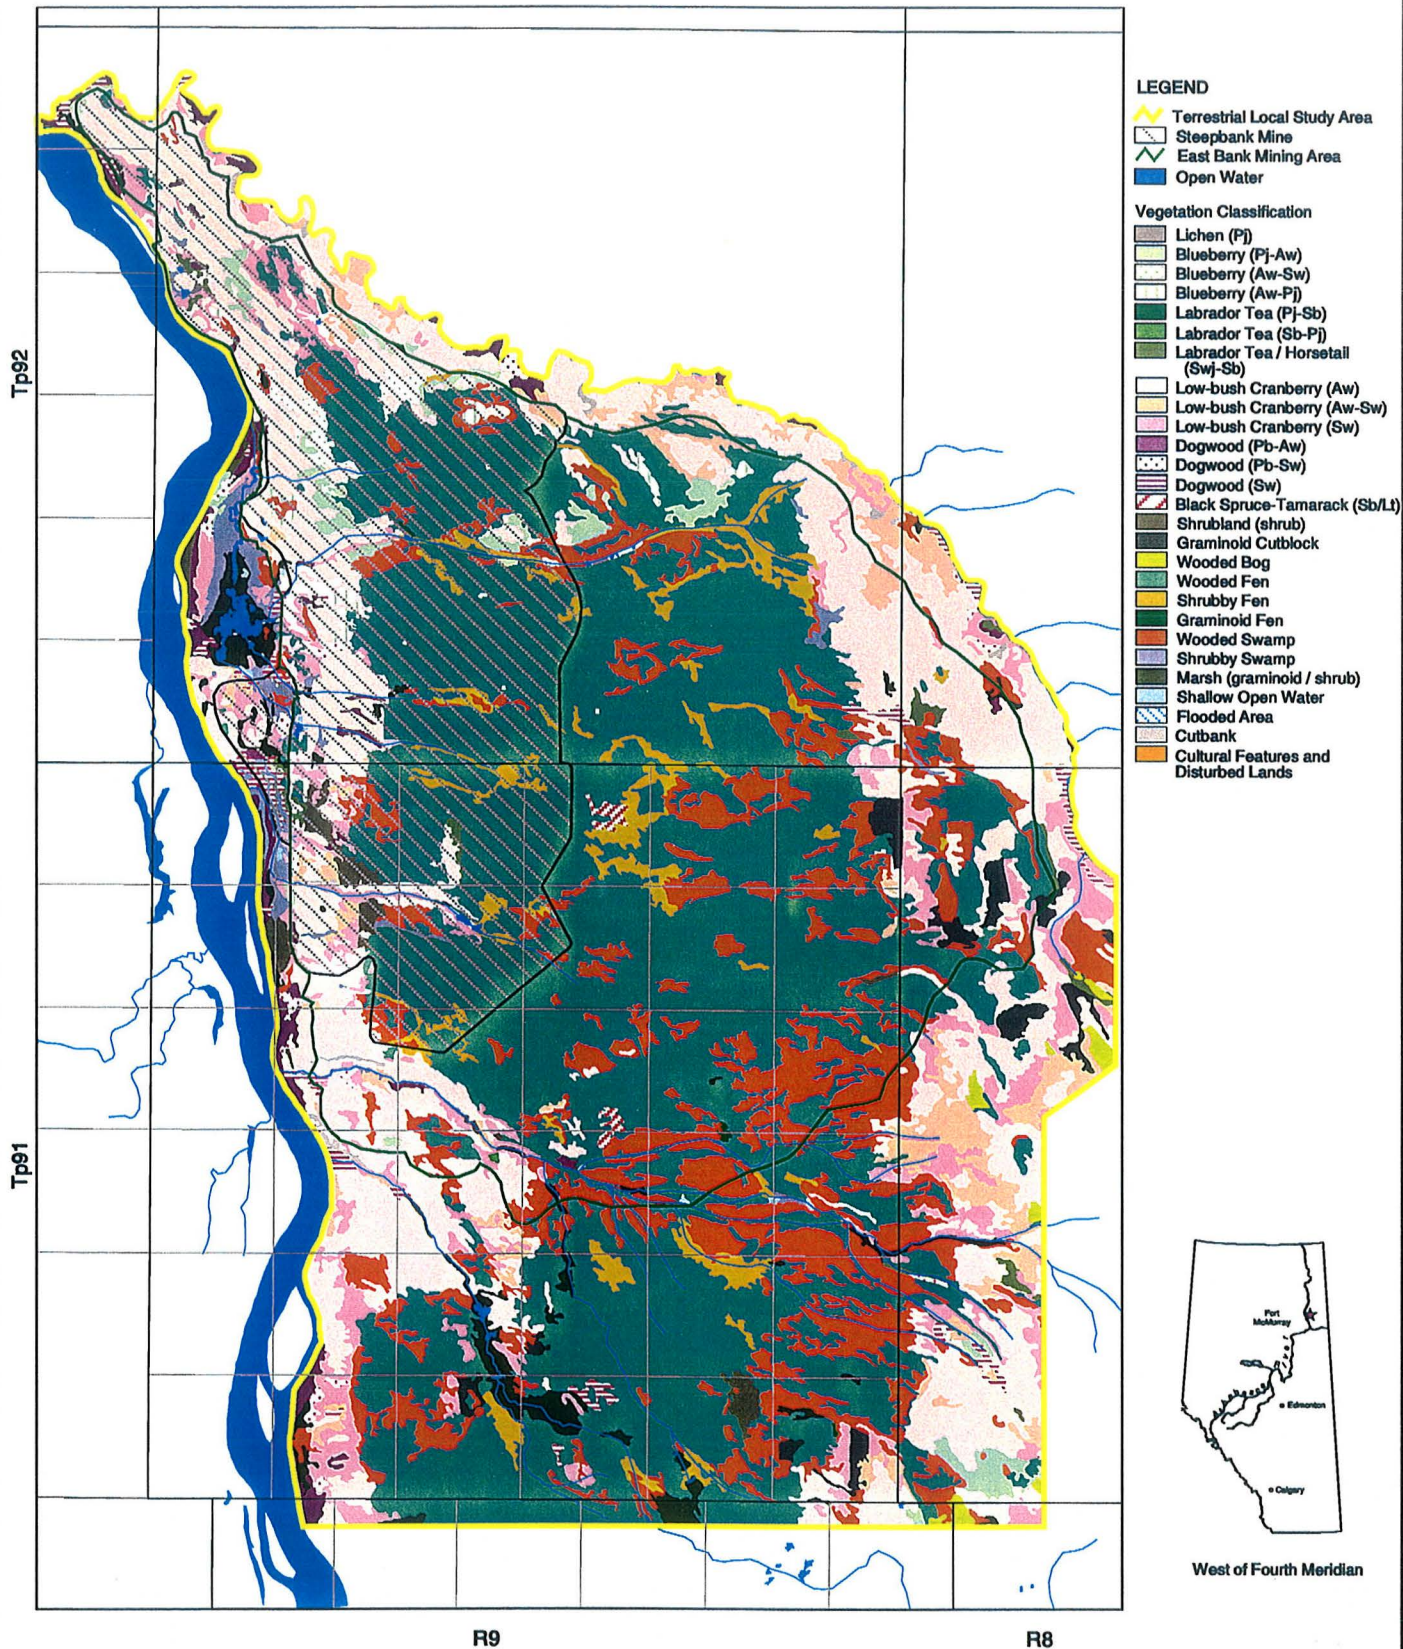 LEGEND
Terrestrial Local Study Area
Steepbank Mine
East Bank Mining Area
Open Water
Vegetation Classification
Lichen (Pj)
Blueberry (Pj-Aw)
Blueberry (Aw-Sw)
Blueberry (Aw-Pj)
Labrador Tea (Pj-Sb)
Labrador Tea (Sb-Pj)
Labrador Tea / Horsetail
(Swj-Sb)
Low-bush Cranberry (Aw)
Low-bush Cranberry (Aw-Sw)
Low-bush Cranberry (Sw)
Dogwood (Pb-Aw)
Dogwood (Pb-Sw)
Dogwood (Sw)
Black Spruce-Tamarack (Sb/Lt)
Shrubland (shrub)
Graminoid Cutblock
Wooded Bog
Wooded Fen
Shrubby Fen
Graminoid Fen
Wooded Swamp
Shrubby Swamp
Marsh (graminoid / shrub)
Shallow Open Water
Flooded Area
Cutbank
Cultural Features and
Disturbed Lands
Tp92
Tp91
Fort
McMurray
Edmonton
Calgary
West of Fourth Meridian
R9
R8